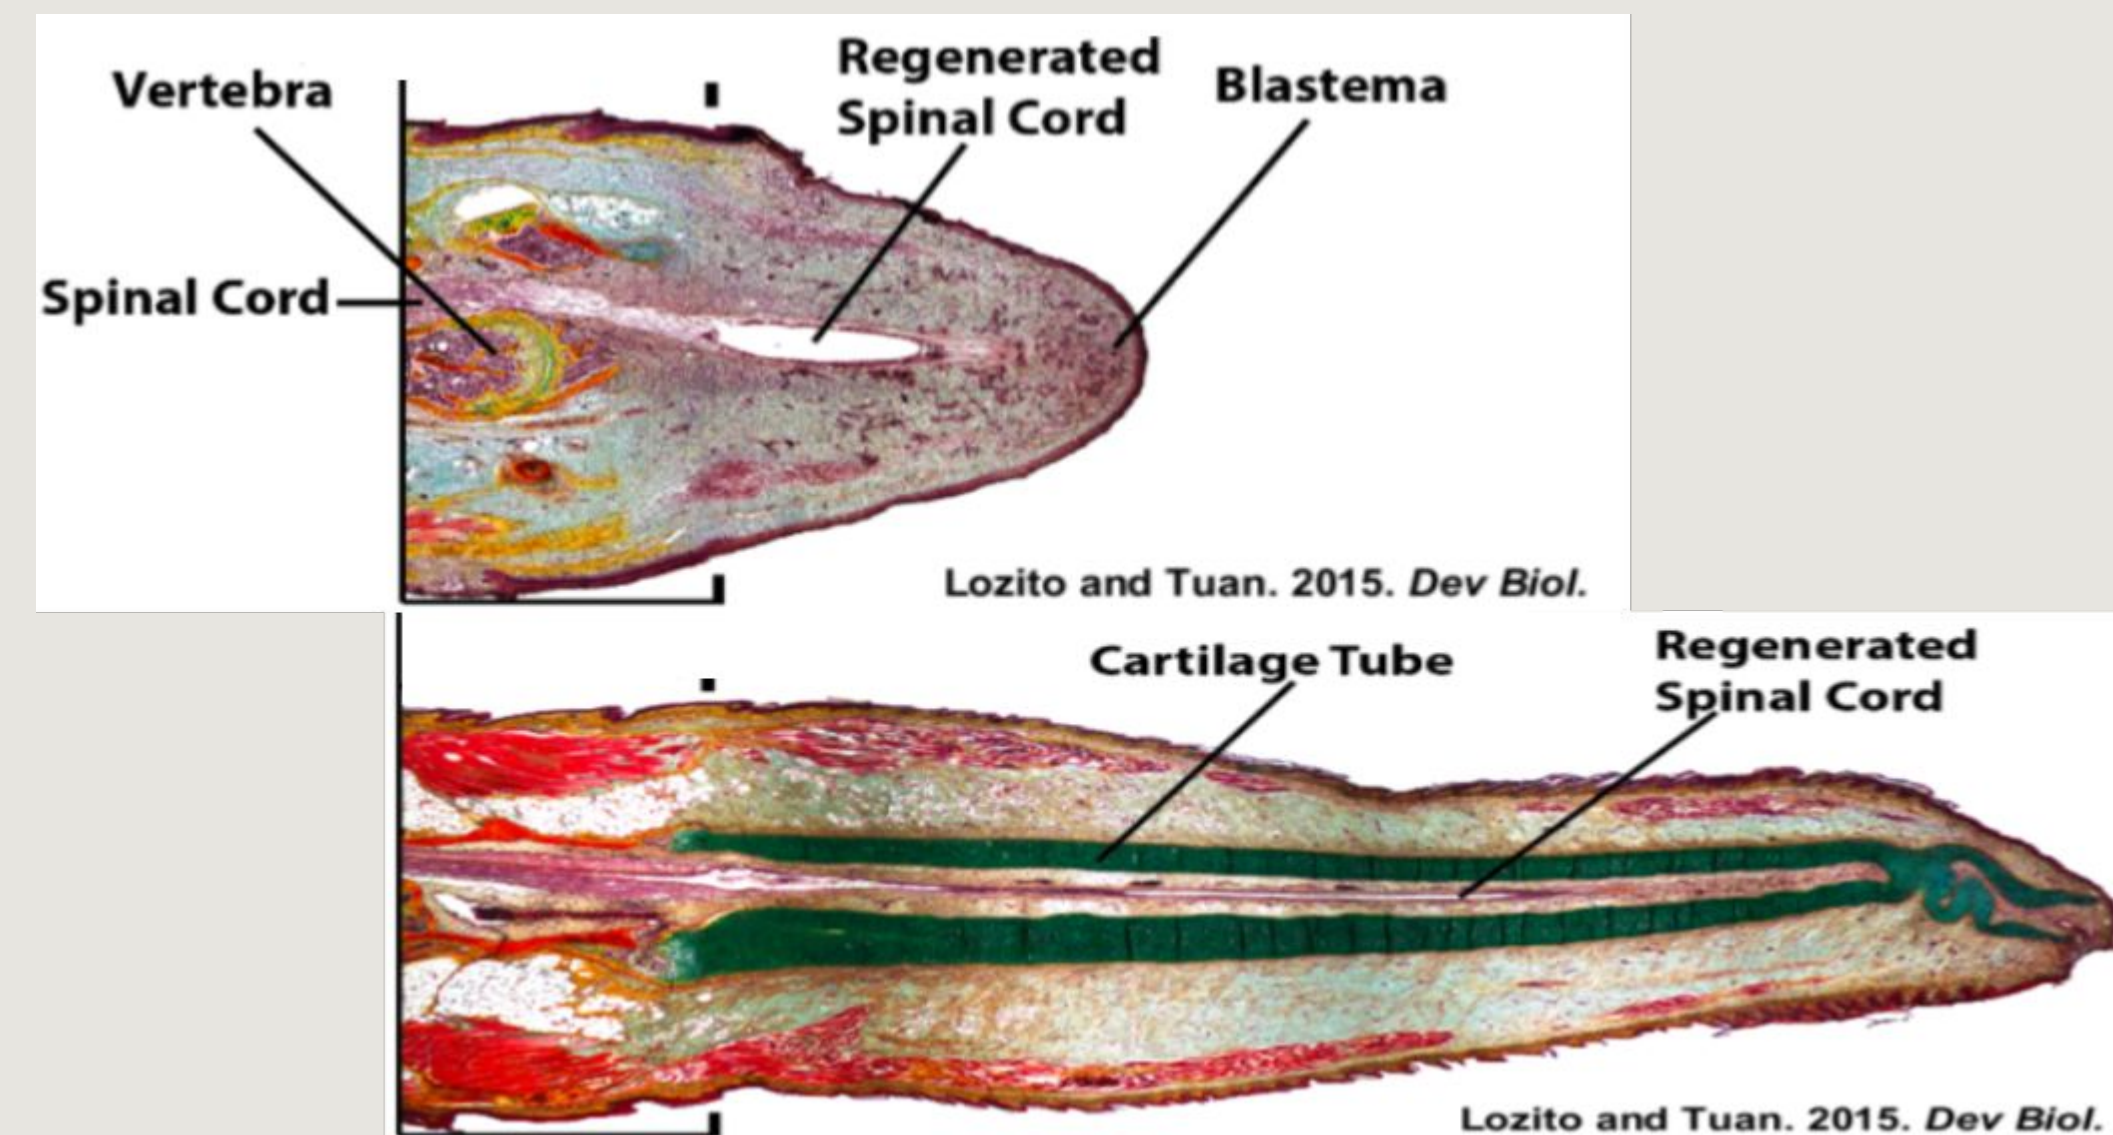 Vertebra
Regenerated
Spinal Cord
Blastema
Spinal Cord
Lozito and Tuan. 2015. Dev Biol.
Cartilage Tube
Regenerated
Spinal Cord
Lozito and Tuan. 2015. Dev Biol.